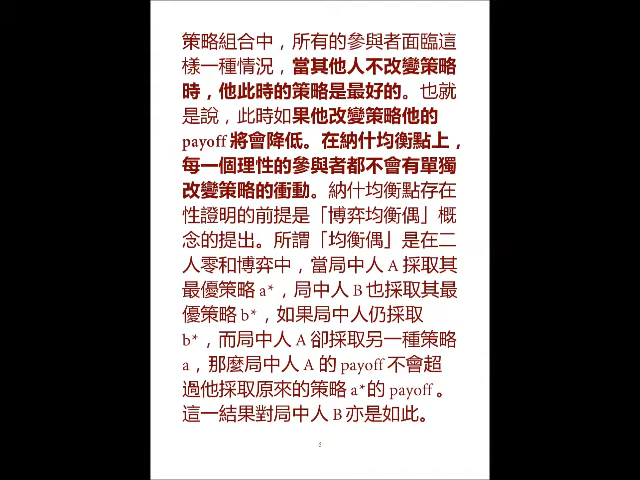 策略組合中，所有的參與者面臨這
樣一種情況，當其他人不改變策略
時，他此時的策略是最好的。也就
是說，此時如果他改變策略他的
payoff 將會降低。在納什均衡點上，
每一個理性的參與者都不會有單獨
改變策略的衝動。納什均衡點存在
性證明的前提是「博弈均衡偶」概
念的提出。所謂「均衡偶」是在二
人零和博弈中，當局中人 A 採取其
最優策略 a*，局中人 B 也採取其最
優策略 b*，如果局中人仍採取
b*，而局中人 A 卻採取另一種策略
a，那麼局中人 A 的 payoff 不會超
過他採取原來的策略 a*的 payoff 。
這一結果對局中人 B 亦是如此。